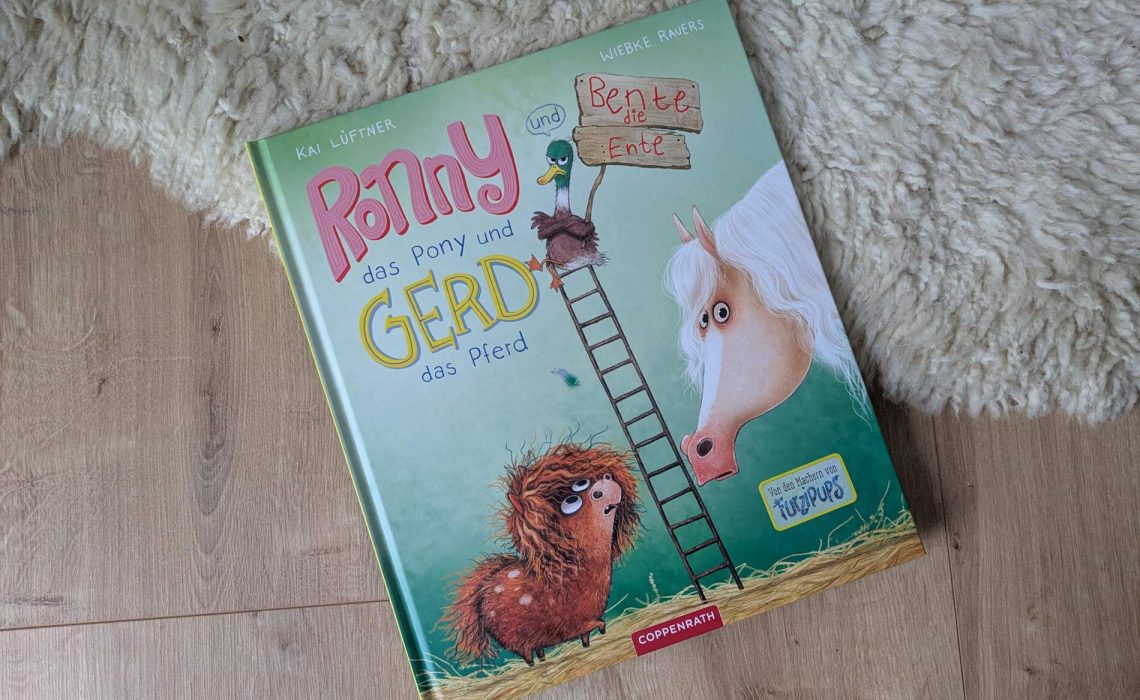 KAI LÜFTNER
WIEBKE RAUERS
Ronny
das Pony und
GERD
das Pferd
und
Bente
die
Ente
Von den Machern von
FURZIPUPS
COPPENRATH